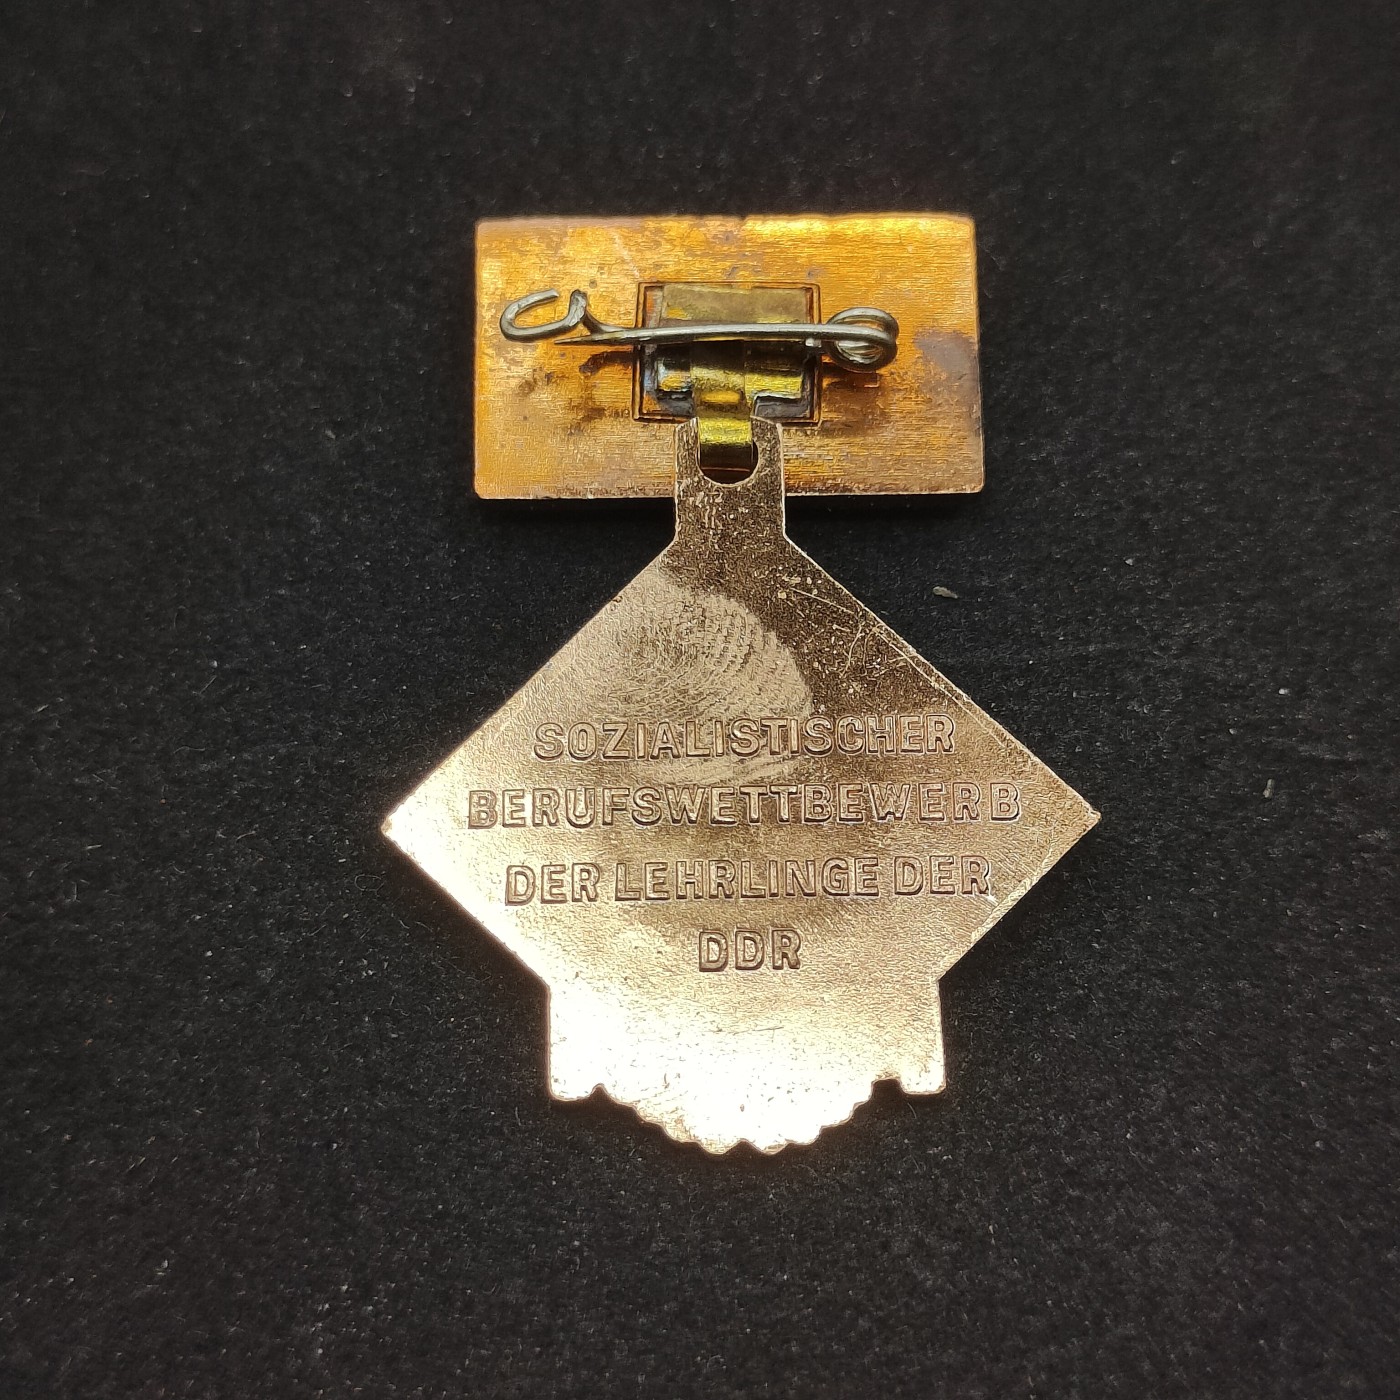 SOZIALISTISCHER
BERUFSWETTBEWERB
DER LEHRLINGE DER
DDR